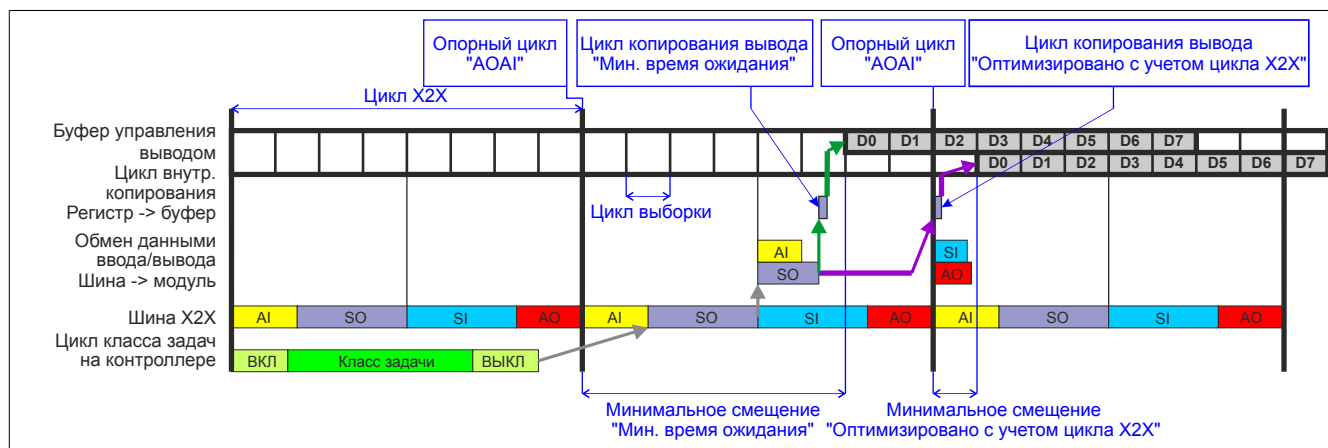 Опорный цикл
"AOAI"
Цикл копирования вывода
"Мин. время ожидания"
Опорный цикл
"AOAI"
Цикл копирования вывода
"Оптимизировано с учетом цикла X2X"
Цикл X2X
Буфер управления
выводом
D0 D1 D2 D3 D4 D5 D6 D7
D0 D1 D2 D3 D4 D5 D6 D7
Цикл внутр.
копирования
Регистр -> буфер
Цикл выборки
Обмен данными
ввода/вывода
Шина -> модуль
AI
SO
SI
AO
Шина X2X
AI SO SI AO AI SO SI AO AI SO SI AO
Цикл класса задач
на контроллере
ВКЛ Класс задачи ВЫКЛ
Минимальное смещение
"Мин. время ожидания"
Минимальное смещение
"Оптимизировано с учетом цикла X2X"